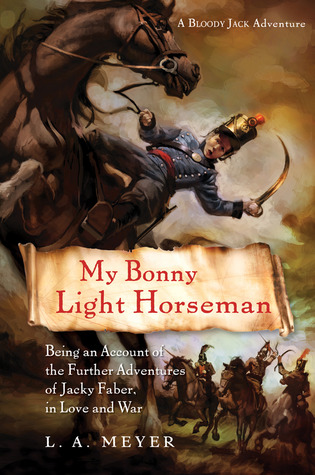 A BLOODY JACK ADVENTURE
My Bonny
Light Horseman
Being an Account of
the Further Adventures
of Jacky Faber,
in Love and War
L. A. MEYER